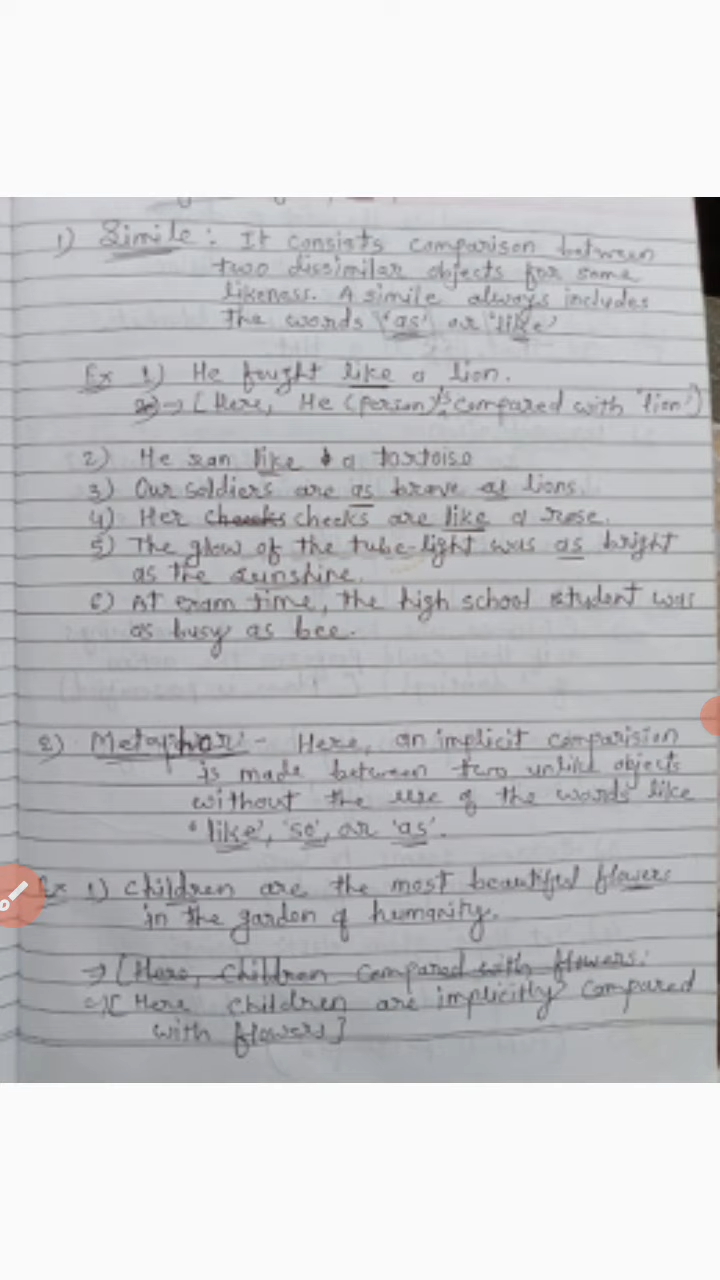 1) Simile: It consists comparison between
two dissimilar objects for some
likeness. A simile always includes
the words 'as' or 'like'
Ex 1) He fought like a lion.
→ [Here, He (person) is compared with 'lion']
2) He ran like a tortoise
3) Our soldiers are as brave as lions.
4) Her cheeks cheeks are like a rose.
5) The glow of the tube-light was as bright
as the sunshine.
6) At exam time, the high school student was
as busy as bee.
2) Metaphor:- Here, an implicit comparision
is made between two unlike objects
without the use of the words like
'like', 'so', or 'as'.
Ex 1) Children are the most beautiful flowers
in the garden of humanity.
→ [Here, children compared with flowers.
→ [Here children are implicitly compared
with flowers]